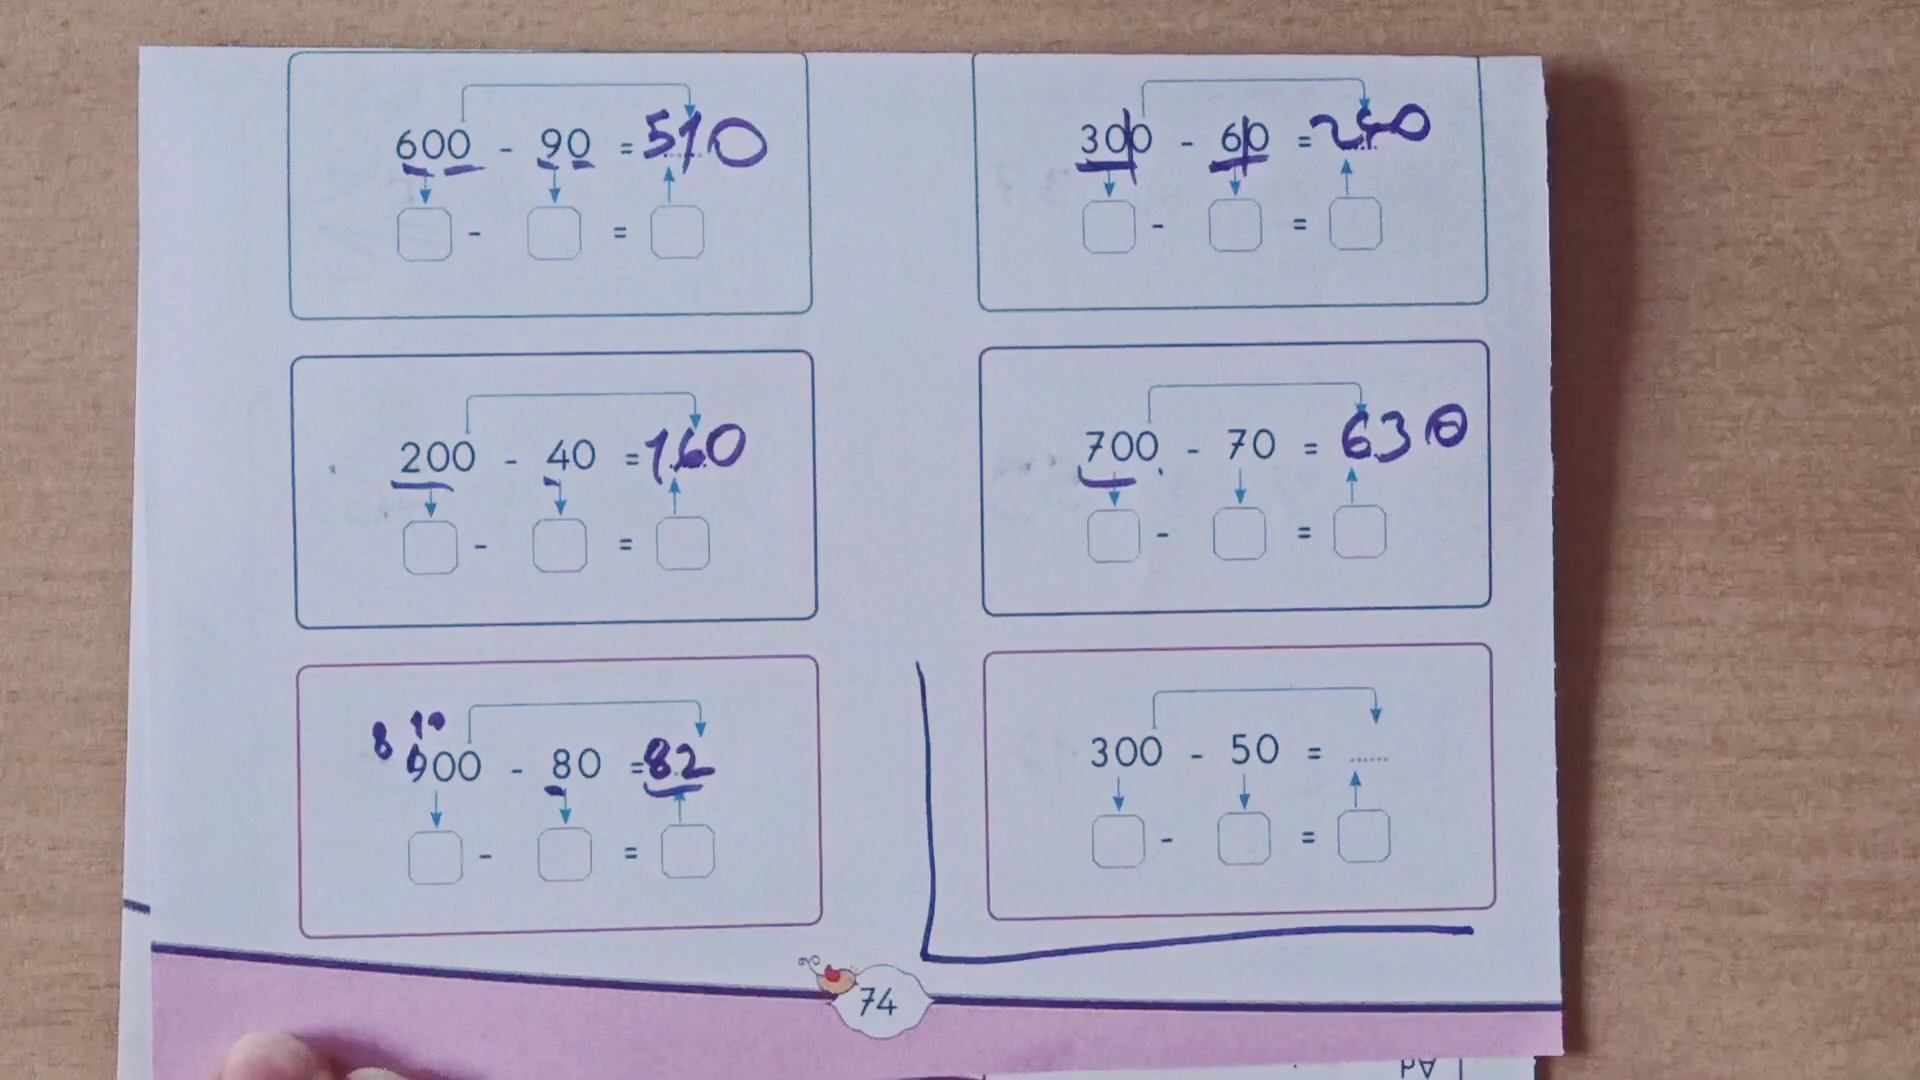 600 - 90 = 510
- =
300 - 60 = 240
- =
200 - 40 = 160
- =
700 - 70 = 630
- =
8 10
900 - 80 = 82
- =
300 - 50 = ......
- =
74